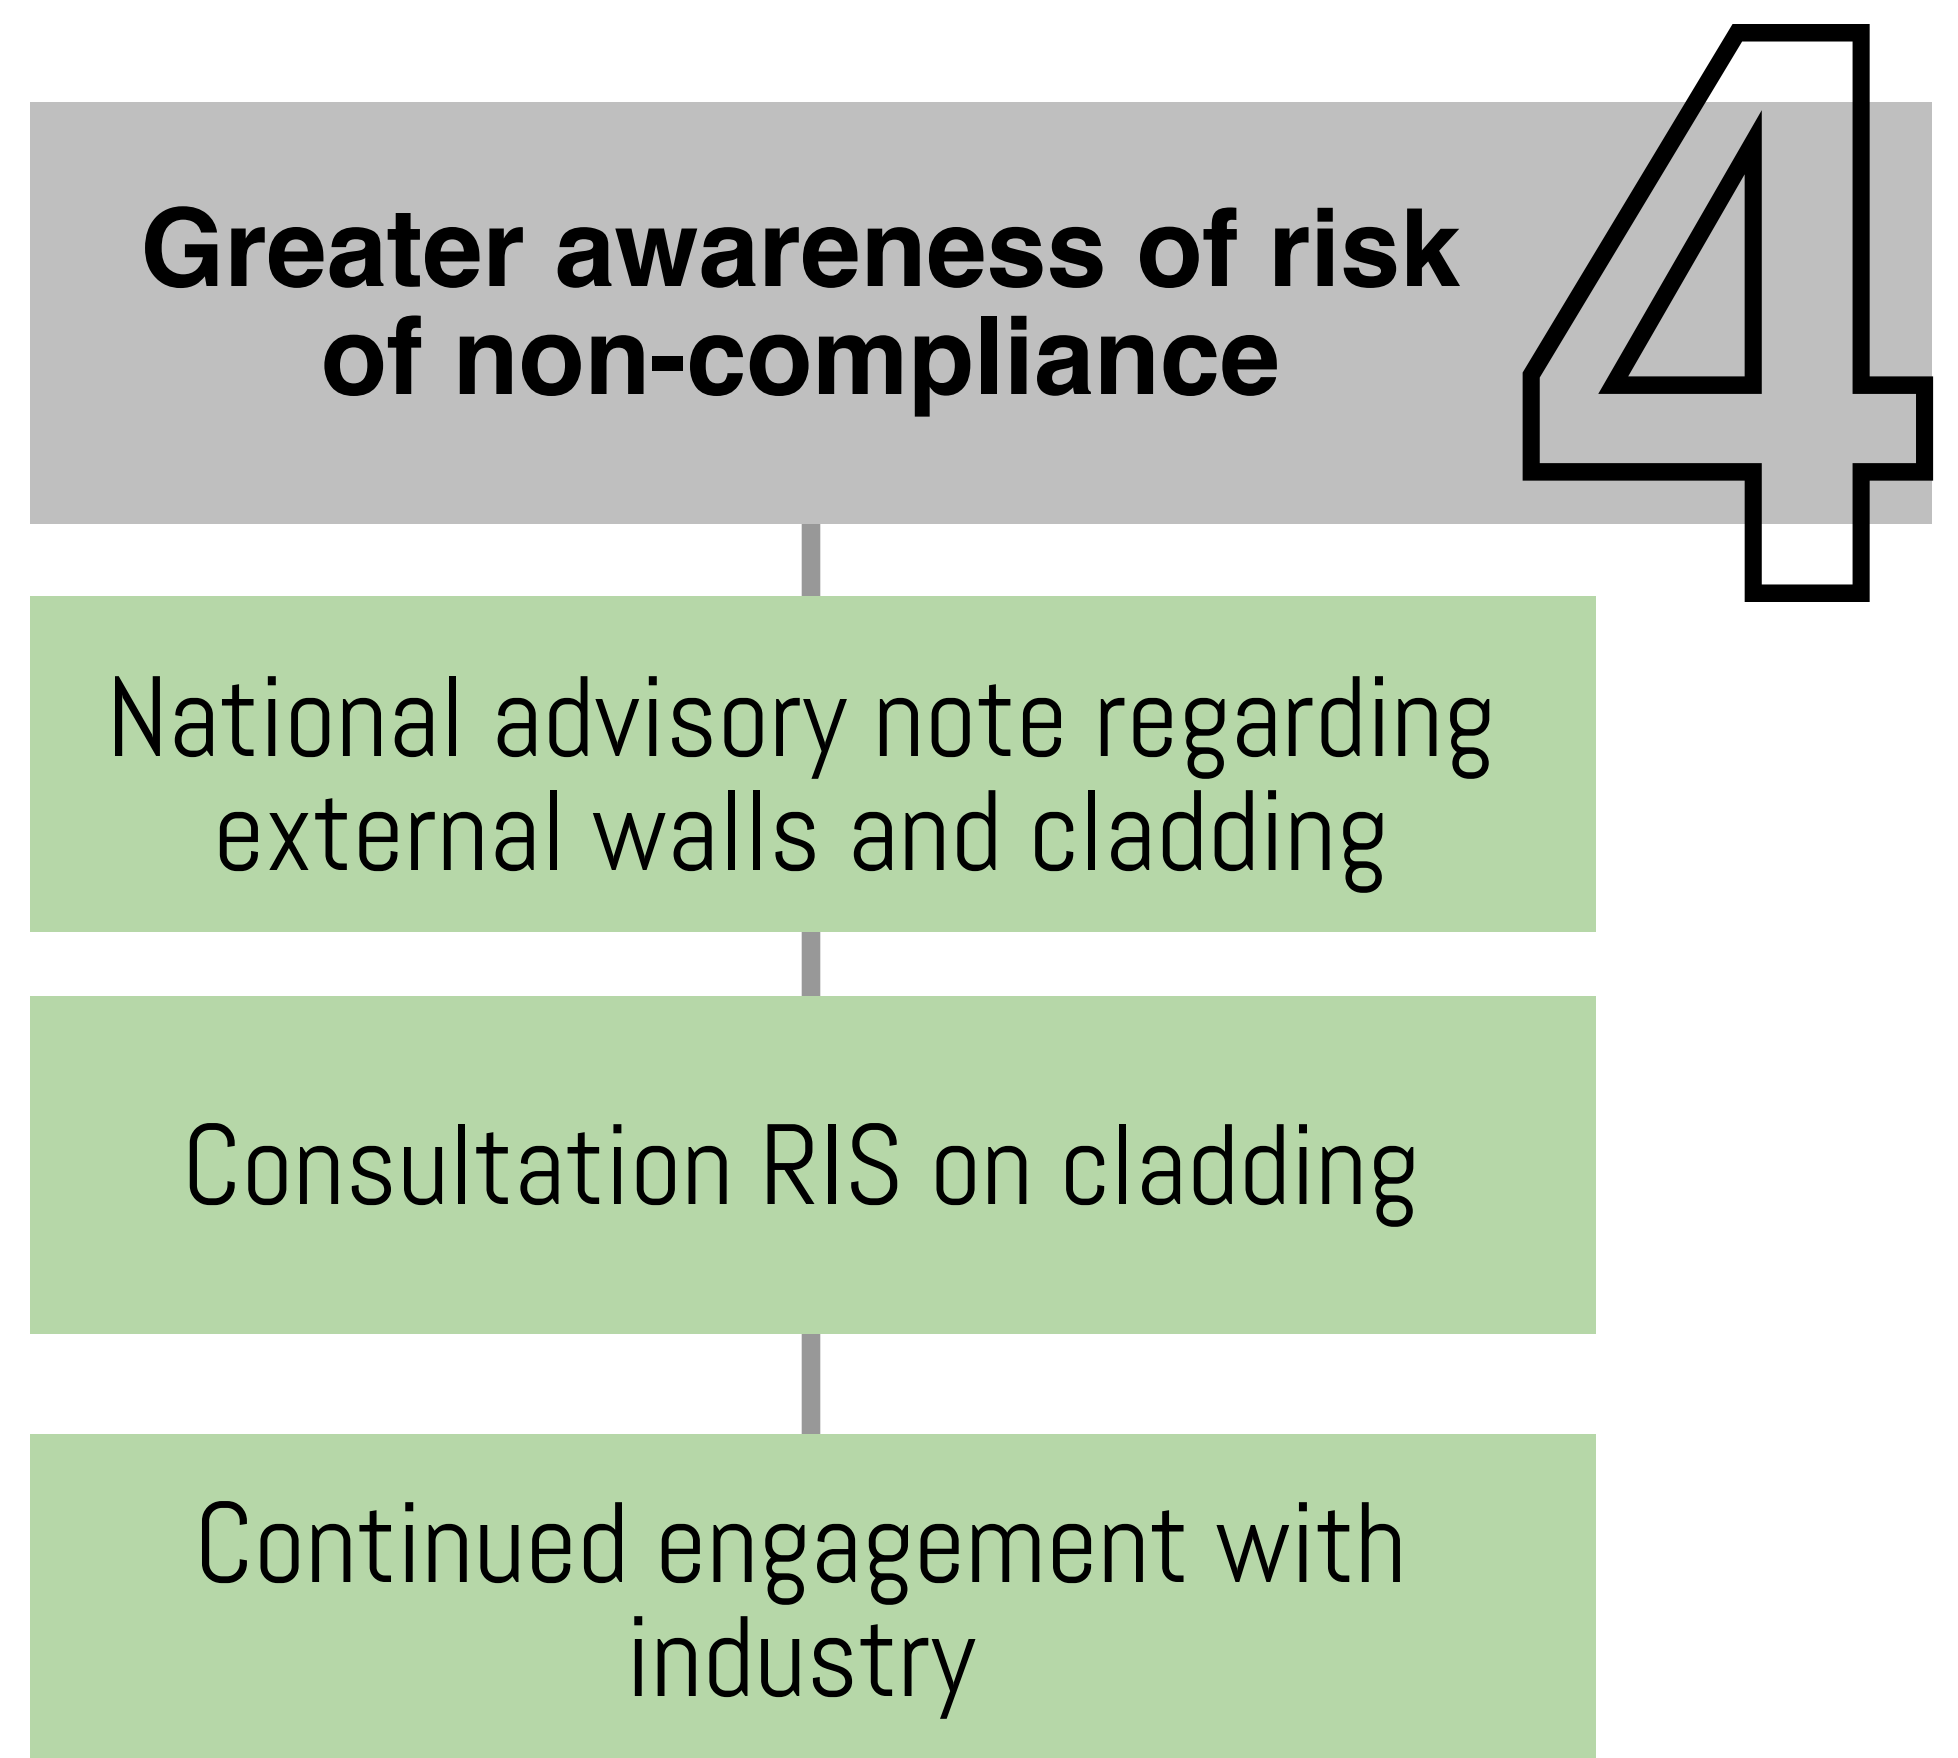 4
Greater awareness of risk
of non-compliance
National advisory note regarding
external walls and cladding
Consultation RIS on cladding
Continued engagement with
industry